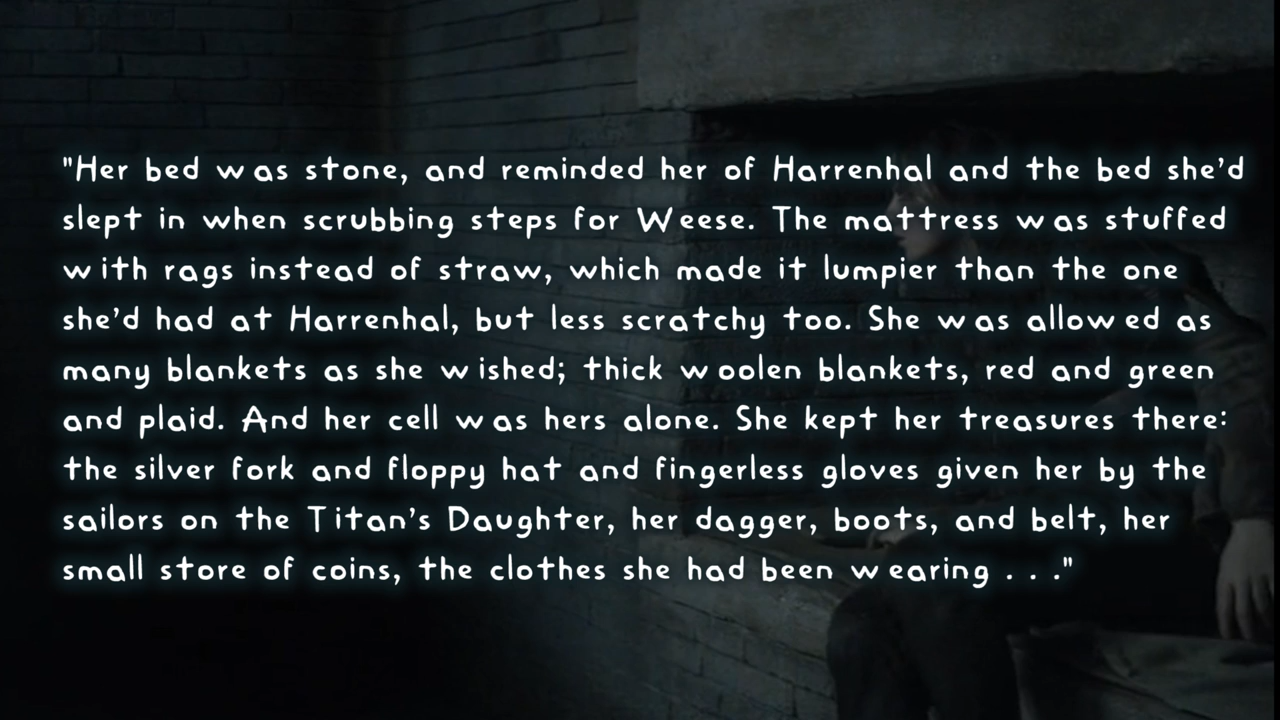 "Her bed was stone, and reminded her of Harrenhal and the bed she’d
slept in when scrubbing steps for Weese. The mattress was stuffed
with rags instead of straw, which made it lumpier than the one
she’d had at Harrenhal, but less scratchy too. She was allowed as
many blankets as she wished; thick woolen blankets, red and green
and plaid. And her cell was hers alone. She kept her treasures there:
the silver fork and floppy hat and fingerless gloves given her by the
sailors on the Titan’s Daughter, her dagger, boots, and belt, her
small store of coins, the clothes she had been wearing . . ."